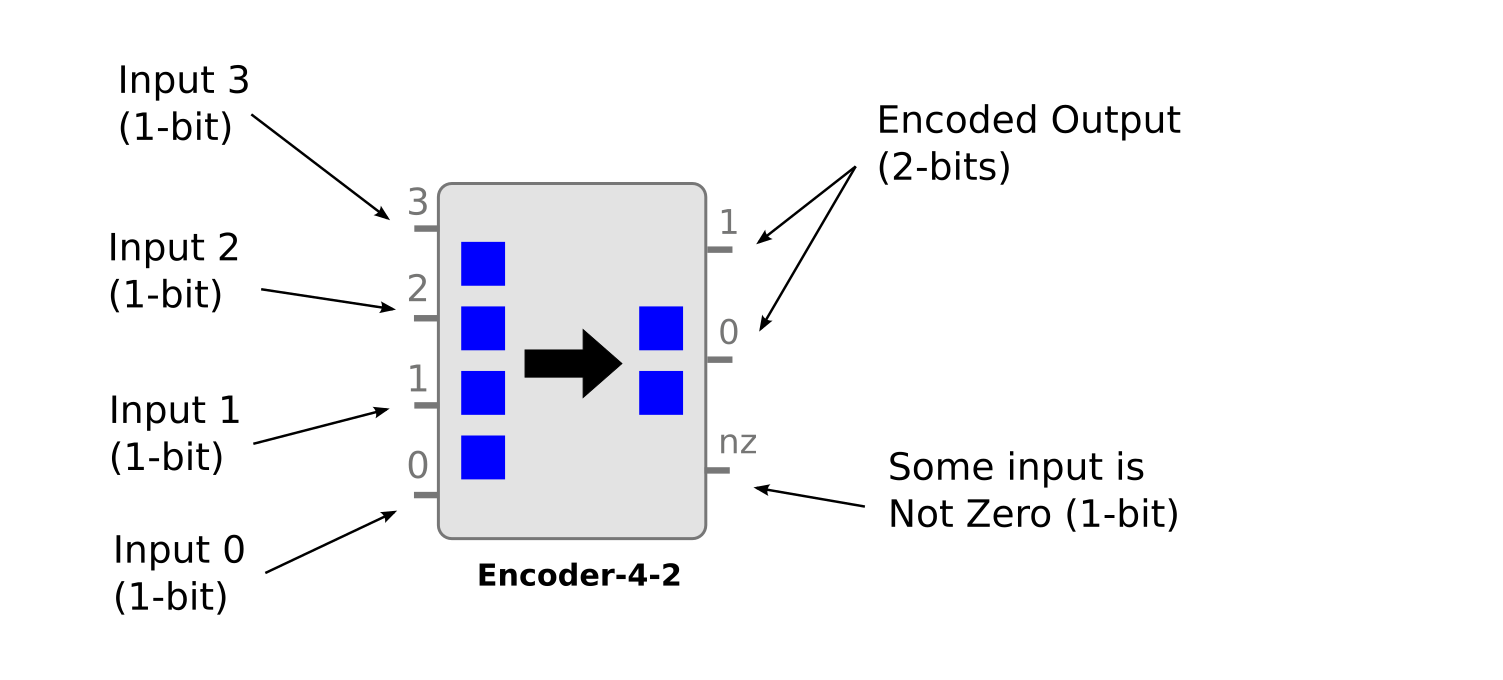 Input 3
(1-bit)
Input 2
(1-bit)
Input 1
(1-bit)
Input 0
(1-bit)
3
2
1
0
1
0
nz
Encoded Output
(2-bits)
Some input is
Not Zero (1-bit)
Encoder-4-2